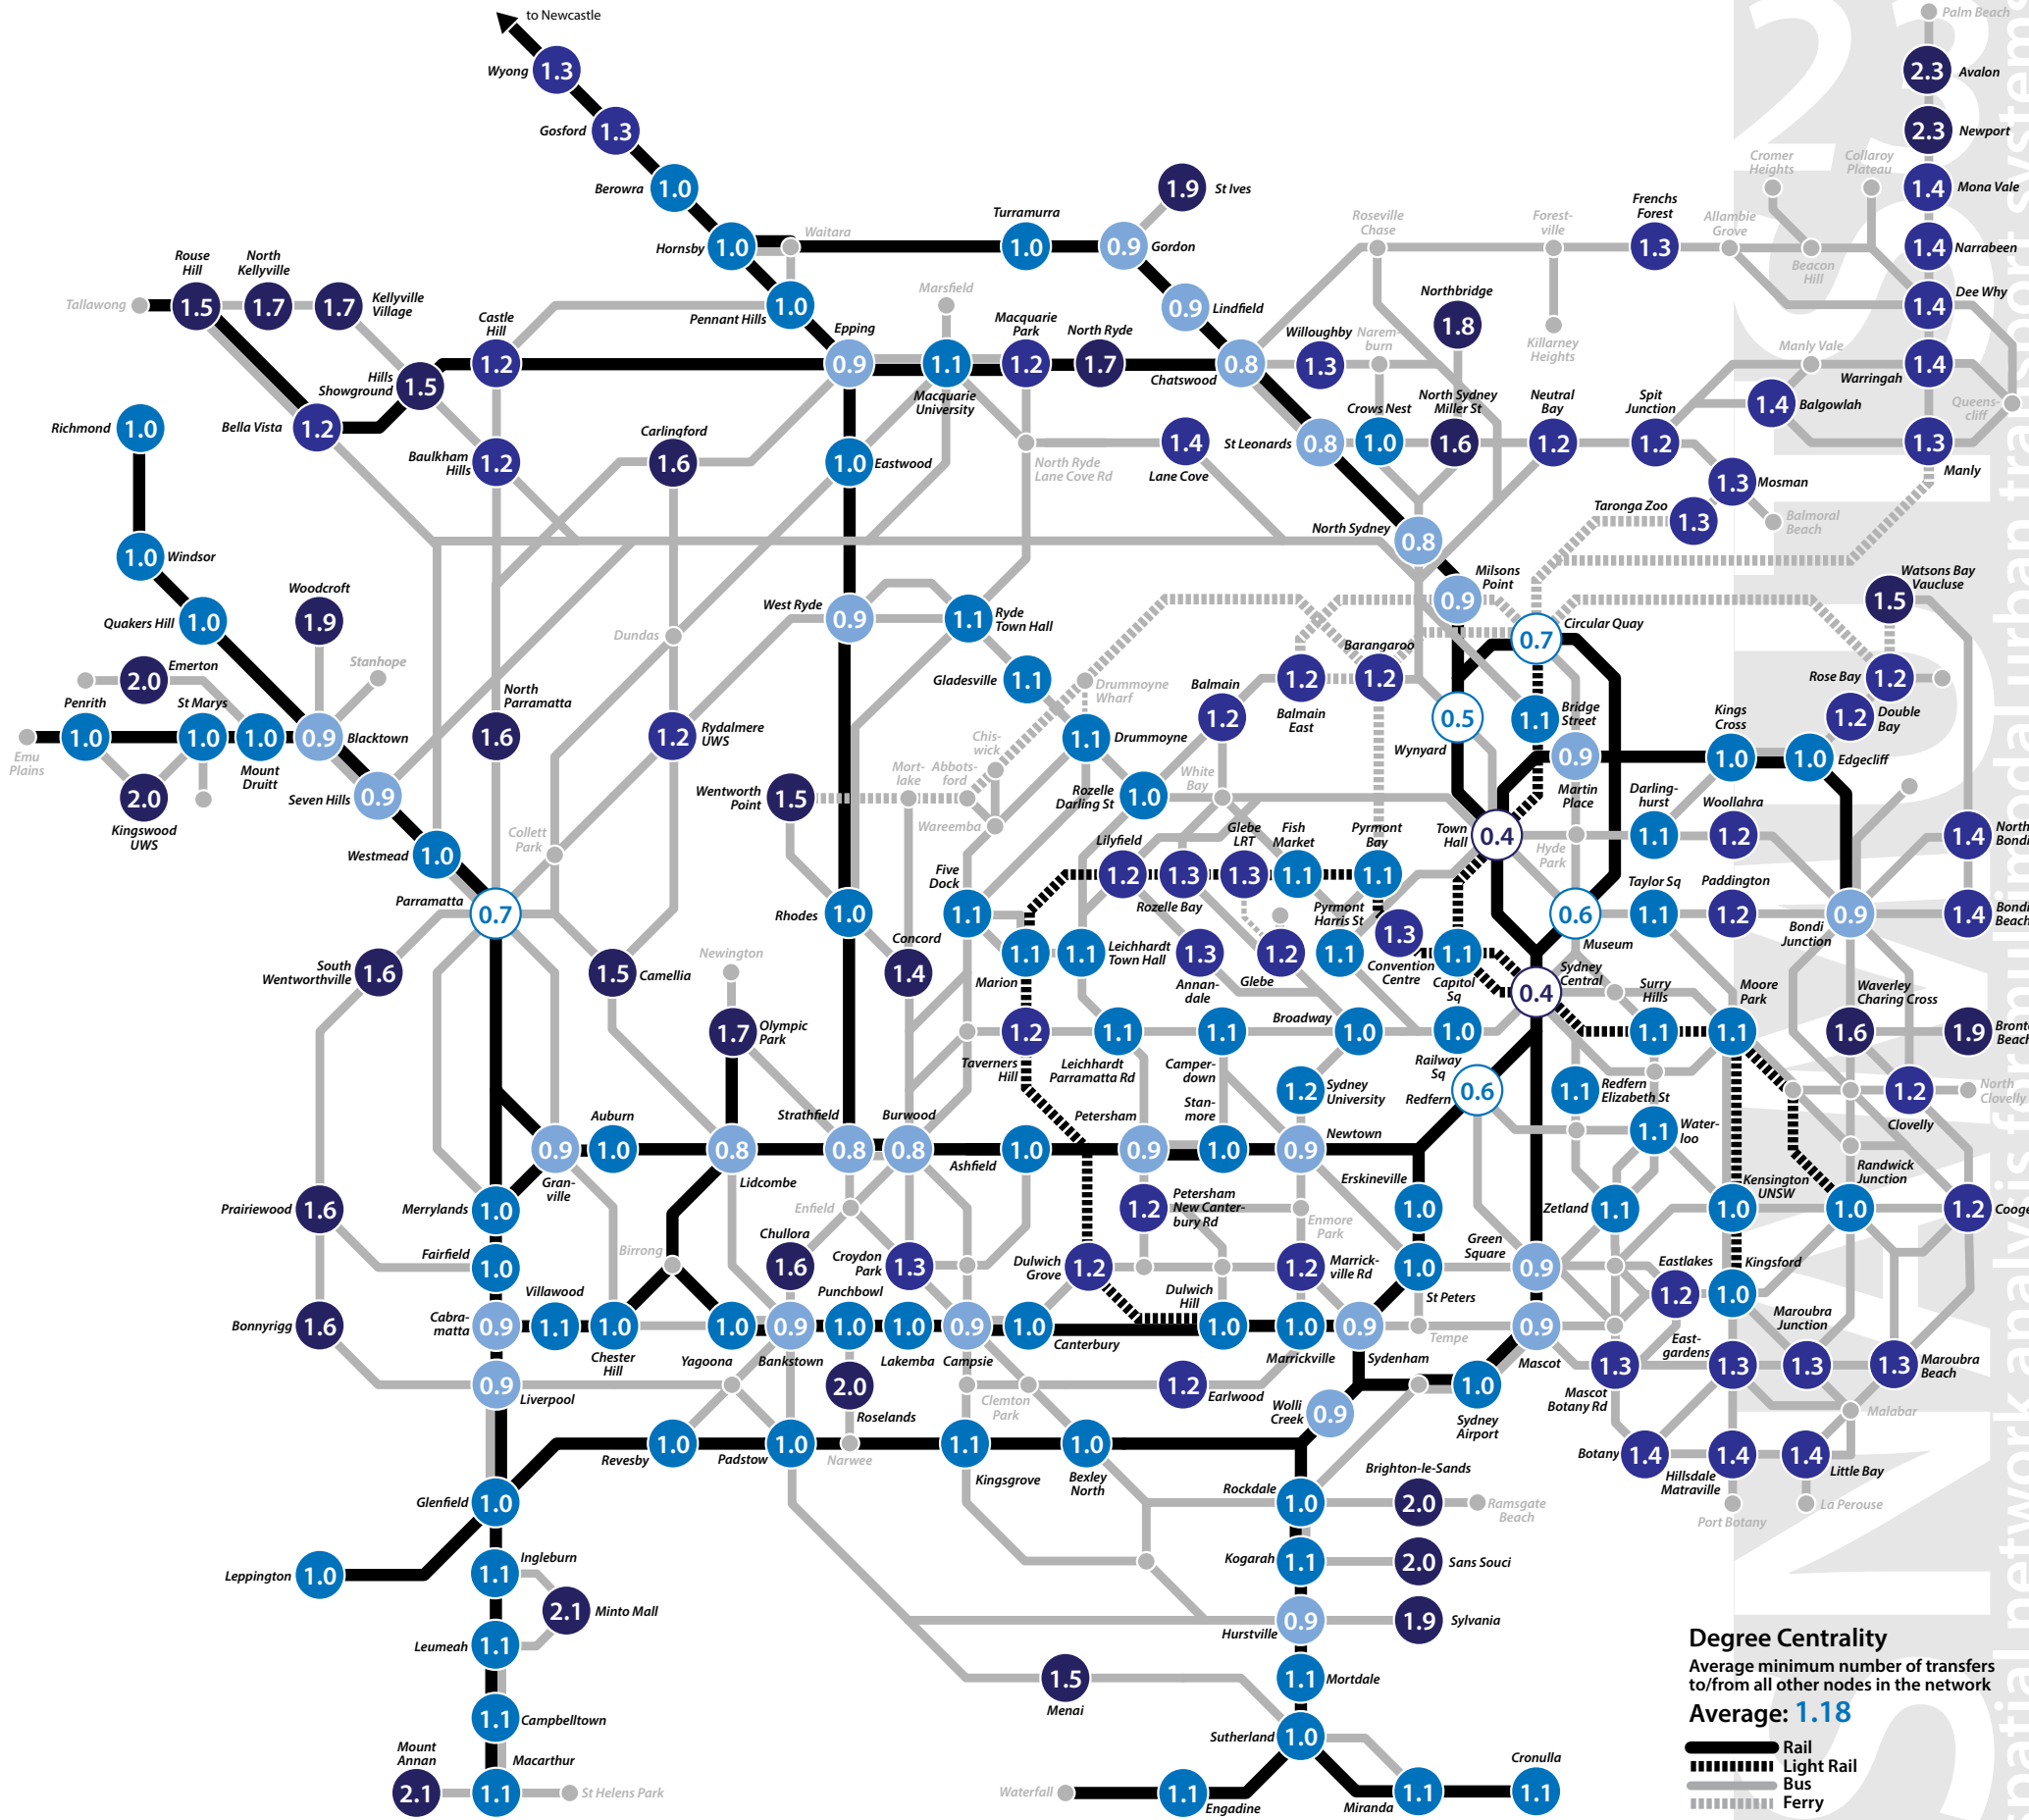 to Newcastle
Wyong
1.3
Gosford
1.3
Berowra
1.0
Hornsby
1.0
Waitara
Turramurra
1.0
0.9
Gordon
1.9
St Ives
0.9
Lindfield
Palm Beach
2.3
Avalon
2.3
Newport
1.4
Mona Vale
1.4
Narrabeen
1.4
Dee Why
Warringah
1.4
1.3
Manly
Cromer
Heights
Collaroy
Plateau
Allambie
Grove
Beacon
Hill
Frenchs
Forest
1.3
Forest-
ville
Killarney
Heights
Roseville
Chase
Manly Vale
1.4
Balgowlah
Queens-
cliff
Tallawong
Rouse
Hill
1.5
North
Kellyville
1.7
1.7
Kellyville
Village
Castle
Hill
1.2
Hills
Showground
1.5
Bella Vista
1.2
Baulkham
Hills
1.2
Pennant Hills
1.0
Epping
0.9
Marsfield
1.1
Macquarie
University
Macquarie
Park
1.2
North Ryde
1.7
Chatswood
0.8
Willoughby
1.3
Narem-
burn
Northbridge
1.8
St Leonards
0.8
Crows Nest
1.0
North Sydney
Miller St
1.6
Neutral
Bay
1.2
Spit
Junction
1.2
1.3
Mosman
Balmoral
Beach
Taronga Zoo
1.3
Carlingford
1.6
1.0
Eastwood
North Ryde
Lane Cove Rd
1.4
Lane Cove
North Sydney
0.8
Milsons
Point
0.9
0.7
Circular Quay
Watsons Bay
Vaucluse
1.5
Rose Bay
1.2
1.2
Double
Bay
Richmond
1.0
1.0
Windsor
Quakers Hill
1.0
Woodcroft
1.9
Stanhope
2.0
Emerton
Penrith
1.0
St Marys
1.0
1.0
Mount
Druitt
0.9
Blacktown
Emu
Plains
2.0
Kingswood
UWS
Seven Hills
0.9
Westmead
1.0
Parramatta
0.7
North
Parramatta
1.6
Dundas
1.2
Rydalmere
UWS
Collett
Park
West Ryde
0.9
1.1
Ryde
Town Hall
Gladesville
1.1
Drummoyne
Wharf
1.1
Drummoyne
Chis-
wick
Mort-
lake
Abbots-
ford
Wareemba
Wentworth
Point
1.5
Rozelle
Darling St
1.0
White
Bay
Balmain
1.2
1.2
Balmain
East
Barangaroo
1.2
0.5
Wynyard
1.1
Bridge
Street
0.9
Martin
Place
Kings
Cross
1.0
1.0
Edgecliff
Town
Hall
0.4
Hyde
Park
Darling-
hurst
1.1
Woollahra
1.2
1.4
Taylor Sq
1.1
Paddington
1.2
0.6
Museum
Bondi
Junction
0.9
1.4
Lilyfield
1.2
1.3
Rozelle Bay
Glebe
LRT
1.3
Fish
Market
1.1
Pyrmont
Bay
1.1
Pyrmont
Harris St
1.1
1.3
Convention
Centre
1.1
Capitol
Sq
Sydney
Central
0.4
Five
Dock
1.1
1.1
Marion
1.1
Leichhardt
Town Hall
1.3
Annan-
dale
1.2
Glebe
Rhodes
1.0
Concord
1.4
South
Wentworthville
1.6
1.5
Camellia
Newington
1.7
Olympic
Park
1.2
Taverners
Hill
1.1
Leichhardt
Parramatta Rd
1.1
Camper-
down
Broadway
1.0
1.0
Railway
Sq
Surry
Hills
1.1
Moore
Park
1.1
Waverley
Charing Cross
1.6
1.9
1.2
Clovelly
North
Clovelly
Redfern
0.6
1.1
Redfern
Elizabeth St
1.1
Water-
loo
1.2
Sydney
University
Auburn
1.0
0.9
Gran-
ville
0.8
Lidcombe
Strathfield
0.8
Burwood
0.8
Ashfield
1.0
Petersham
0.9
Stan-
more
1.0
0.9
Newtown
Erskineville
1.0
Randwick
Junction
1.0
Kensington
UNSW
1.0
Zetland
1.1
1.2
Prairiewood
1.6
Merrylands
1.0
Fairfield
1.0
Birrong
Enfield
Chullora
1.6
Croydon
Park
1.3
1.2
Petersham
New Canter-
bury Rd
Enmore
Park
Dulwich
Grove
1.2
1.2
Marrick-
ville Rd
1.0
St Peters
Green
Square
0.9
Eastlakes
1.2
Kingsford
1.0
Bonnyrigg
1.6
Cabra-
matta
0.9
Villawood
1.1
1.0
Chester
Hill
1.0
Yagoona
0.9
Bankstown
Punchbowl
1.0
1.0
Lakemba
0.9
Campsie
1.0
Canterbury
Dulwich
Hill
1.0
1.0
Marrickville
0.9
Sydenham
Tempe
0.9
Mascot
1.3
Mascot
Botany Rd
East-
gardens
1.3
Maroubra
Junction
1.3
1.3
Maroubra
Beach
0.9
Liverpool
2.0
Roselands
Clemton
Park
1.2
Earlwood
Wolli
Creek
0.9
1.0
Sydney
Airport
Malabar
Botany
1.4
1.4
Hillsdale
Matraville
1.4
Little Bay
Port Botany
La Perouse
Revesby
1.0
Padstow
1.0
Narwee
1.1
Kingsgrove
1.0
Bexley
North
Glenfield
1.0
Leppington
1.0
Rockdale
1.0
Brighton-le-Sands
2.0
Ramsgate
Beach
Kogarah
1.1
2.0
Sans Souci
0.9
Hurstville
1.9
Sylvania
1.1
Ingleburn
2.1
Minto Mall
Leumeah
1.1
1.1
Campbelltown
Mount
Annan
2.1
Macarthur
1.1
St Helens Park
1.5
Menai
1.1
Mortdale
Sutherland
1.0
Waterfall
1.1
Engadine
1.1
Miranda
Cronulla
1.1
Degree Centrality
Average minimum number of transfers
to/from all other nodes in the network
Average: 1.18
Rail
Light Rail
Bus
Ferry